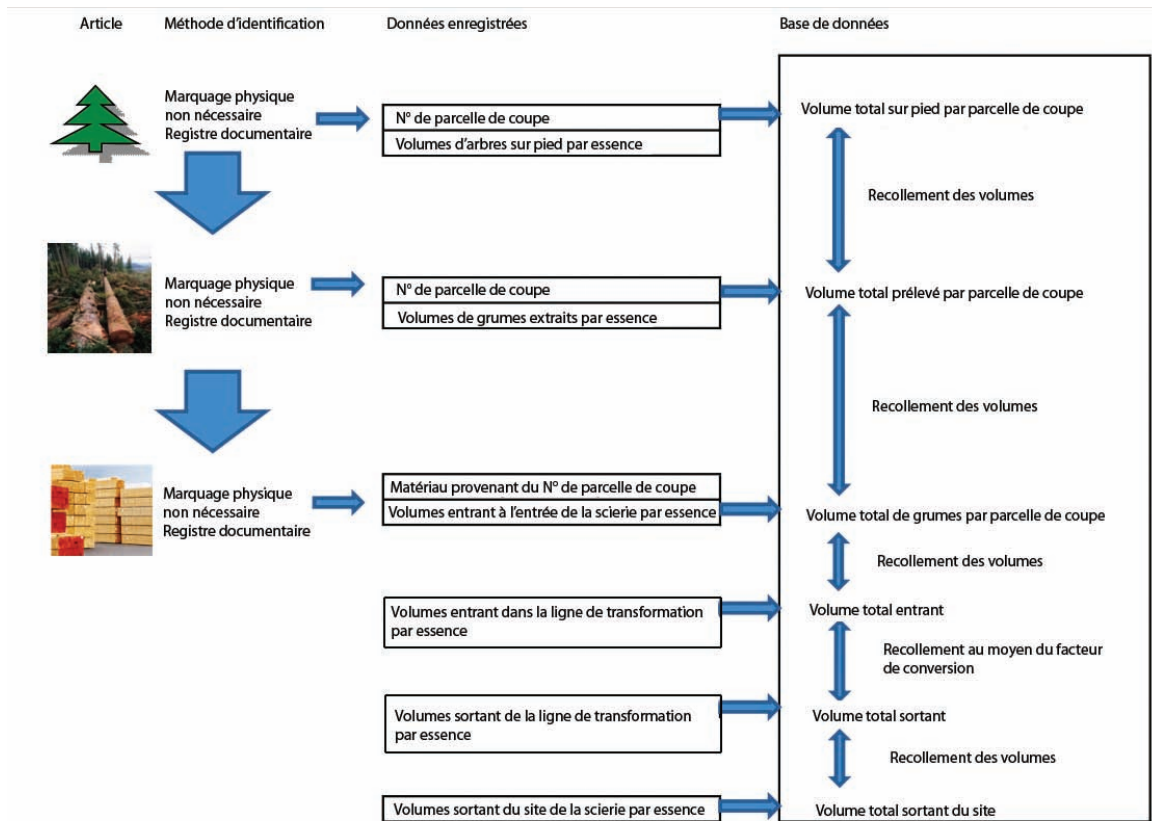 Article Méthode d'identification Données enregistrées Base de données
Marquage physique
non nécessaire
Registre documentaire
N° de parcelle de coupe
Volumes d'arbres sur pied par essence
Volume total sur pied par parcelle de coupe
Recollement des volumes
Marquage physique
non nécessaire
Registre documentaire
N° de parcelle de coupe
Volumes de grumes extraits par essence
Volume total prélevé par parcelle de coupe
Recollement des volumes
Marquage physique
non nécessaire
Registre documentaire
Matériau provenant du N° de parcelle de coupe
Volumes entrant à l'entrée de la scierie par essence
Volume total de grumes par parcelle de coupe
Recollement des volumes
Volumes entrant dans la ligne de transformation
par essence
Volume total entrant
Recollement au moyen du facteur
de conversion
Volumes sortant de la ligne de transformation
par essence
Volume total sortant
Recollement des volumes
Volumes sortant du site de la scierie par essence
Volume total sortant du site